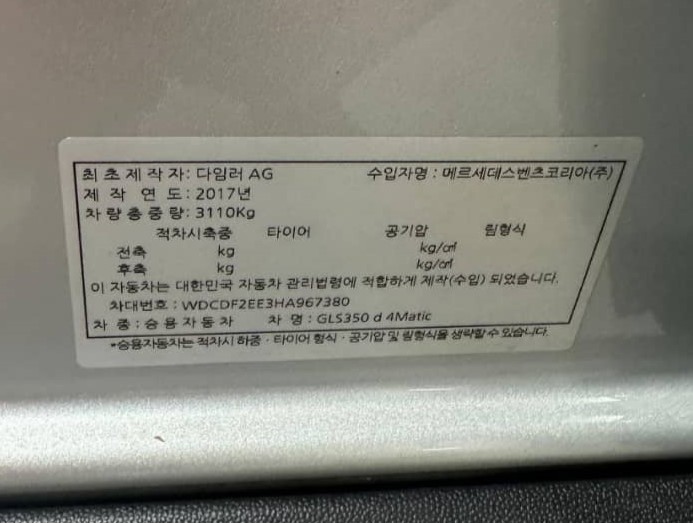 최초제작자: 다임러 AG 수입자명 : 메르세데스벤츠코리아(주)
제 작 연 도 : 2017년
차량총중량: 3110Kg
적차시축중 타이어 공기압 림형식
전축 kg kg/㎠
후축 kg kg/㎠
이 자동차는 대한민국 자동차 관리법령에 적합하게 제작(수입) 되었습니다.
차대번호 : WDCDF2EE3HA967380
차 종 : 승용자동차 차 명 : GLS350 d 4Matic
*승용자동차는 적차시 하중 · 타이어 형식 · 공기압 및 림형식을 생략할 수 있습니다.